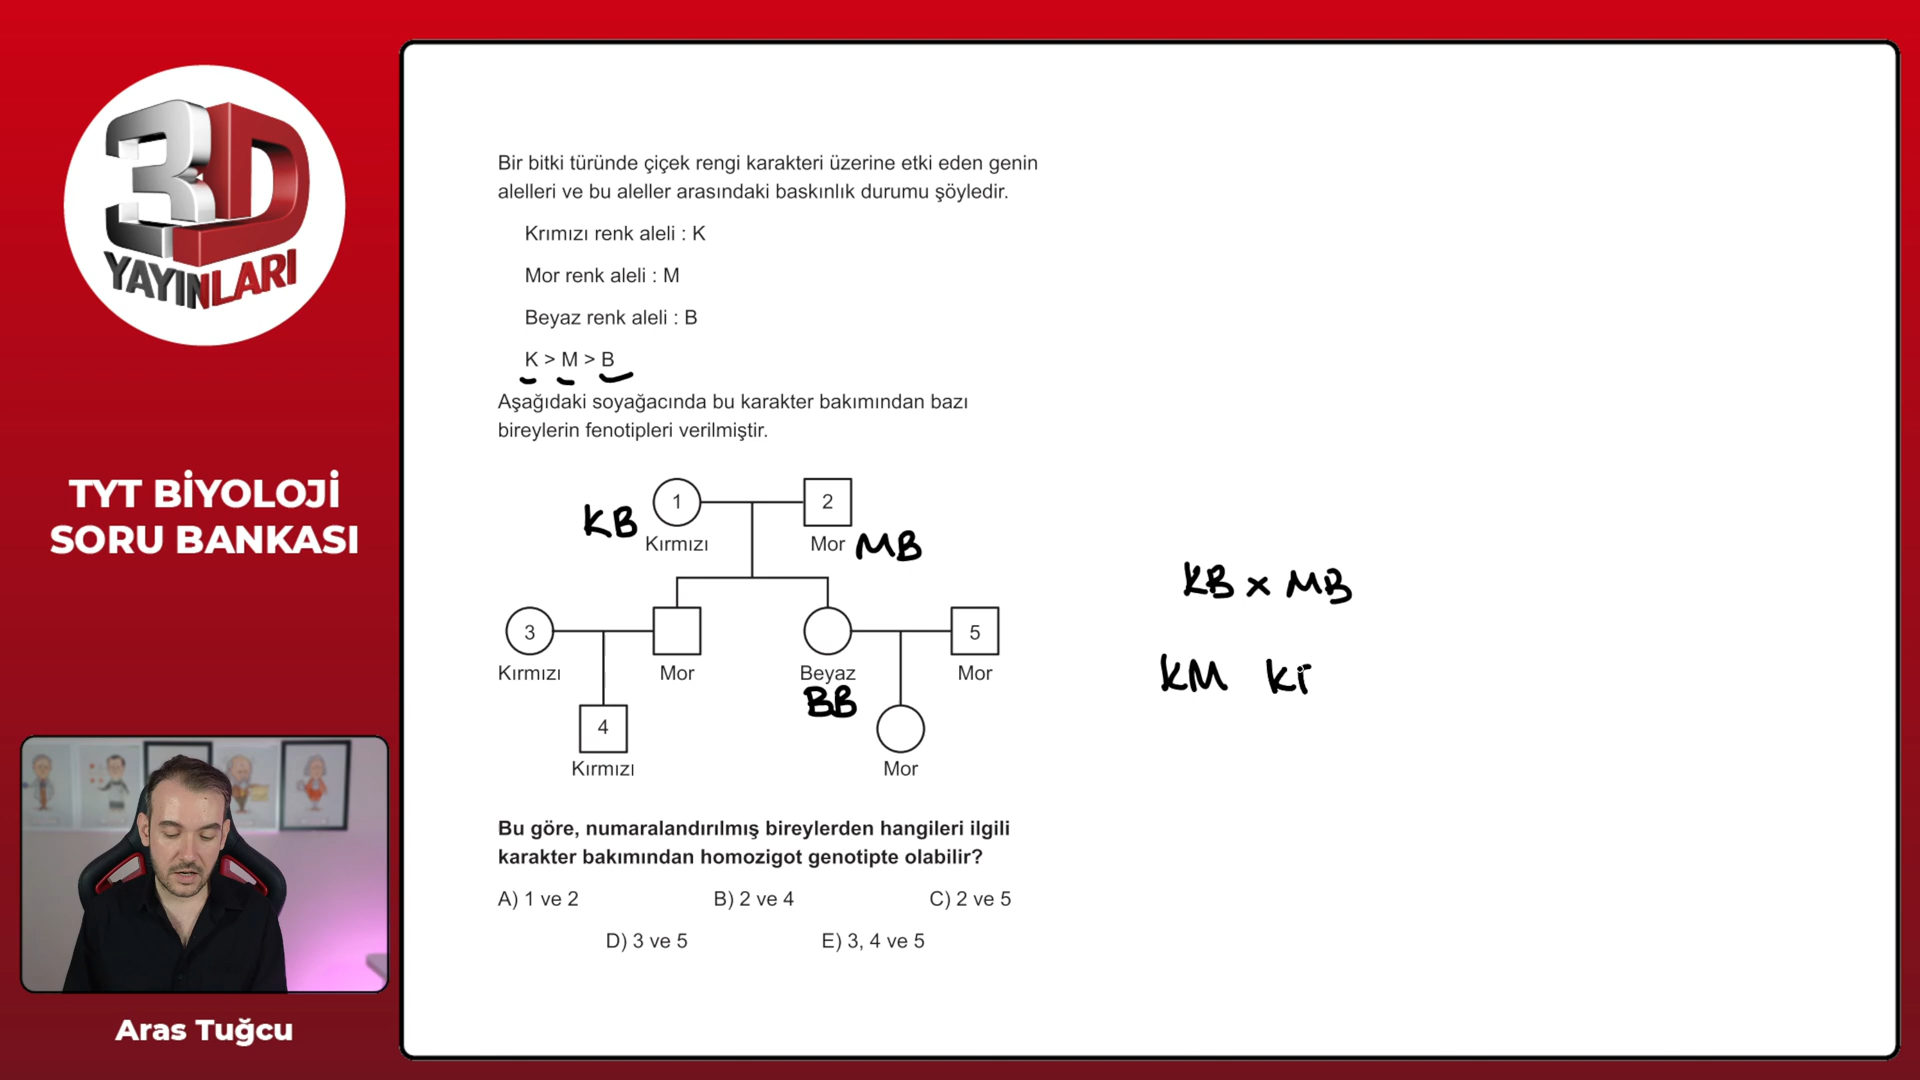 3D
YAYINLARI
TYT BİYOLOJİ
SORU BANKASI
Aras Tuğcu
Bir bitki türünde çiçek rengi karakteri üzerine etki eden genin
alelleri ve bu aleller arasındaki baskınlık durumu şöyledir.
Krımızı renk aleli : K
Mor renk aleli : M
Beyaz renk aleli : B
K > M > B
Aşağıdaki soyağacında bu karakter bakımından bazı
bireylerin fenotipleri verilmiştir.
1 2
KB Kırmızı Mor MB
3 5
Kırmızı Mor Beyaz Mor
BB
4
Kırmızı Mor
KB x MB
KM
Bu göre, numaralandırılmış bireylerden hangileri ilgili
karakter bakımından homozigot genotipte olabilir?
A) 1 ve 2 B) 2 ve 4 C) 2 ve 5
D) 3 ve 5 E) 3, 4 ve 5